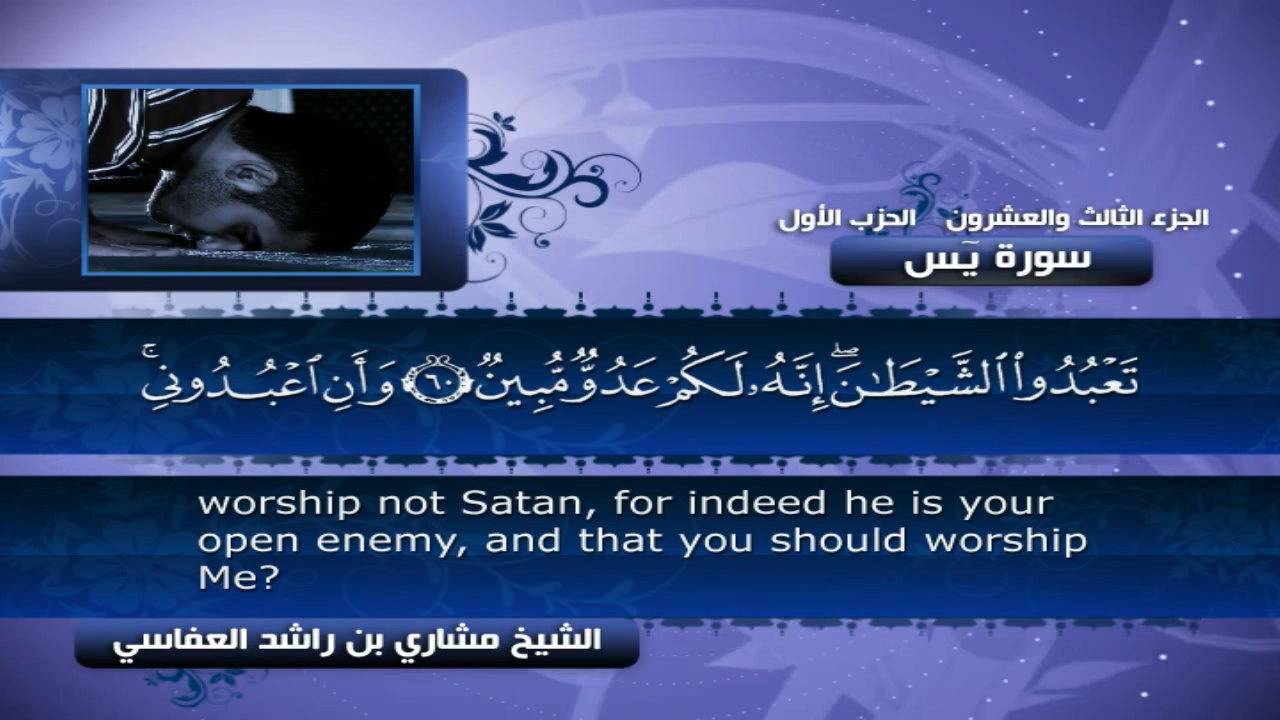 الجزء الثالث والعشرون الحزب الأول
سورة يٓس
تَعْبُدُوا۟ ٱلشَّيْطَـٰنَ ۖ إِنَّهُۥ لَكُمْ عَدُوٌّ مُّبِينٌ ٦٠ وَأَنِ ٱعْبُدُونِى ۚ
worship not Satan, for indeed he is your
open enemy, and that you should worship
Me?
الشيخ مشاري بن راشد العفاسي